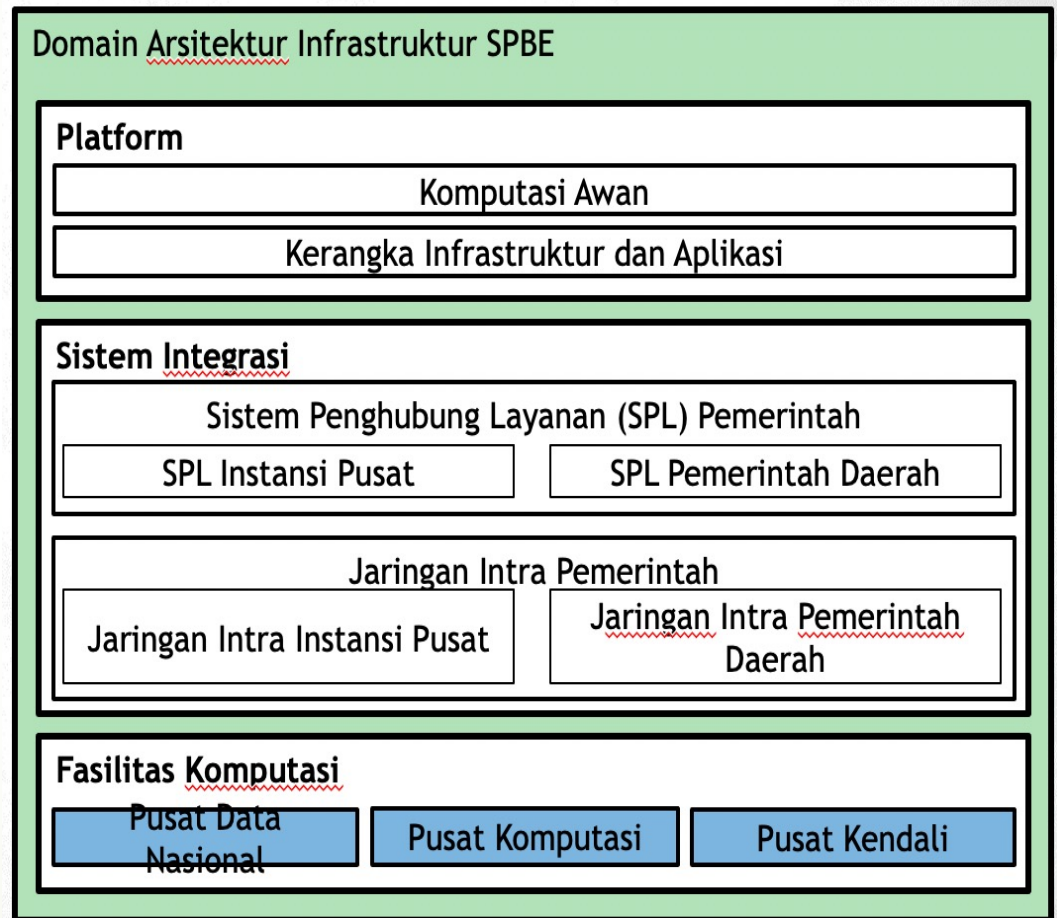 Domain Arsitektur Infrastruktur SPBE
Platform
Komputasi Awan
Kerangka Infrastruktur dan Aplikasi
Sistem Integrasi
Sistem Penghubung Layanan (SPL) Pemerintah
SPL Instansi Pusat
SPL Pemerintah Daerah
Jaringan Intra Pemerintah
Jaringan Intra Instansi Pusat
Jaringan Intra Pemerintah
Daerah
Fasilitas Komputasi
Pusat Data
Nasional
Pusat Komputasi
Pusat Kendali